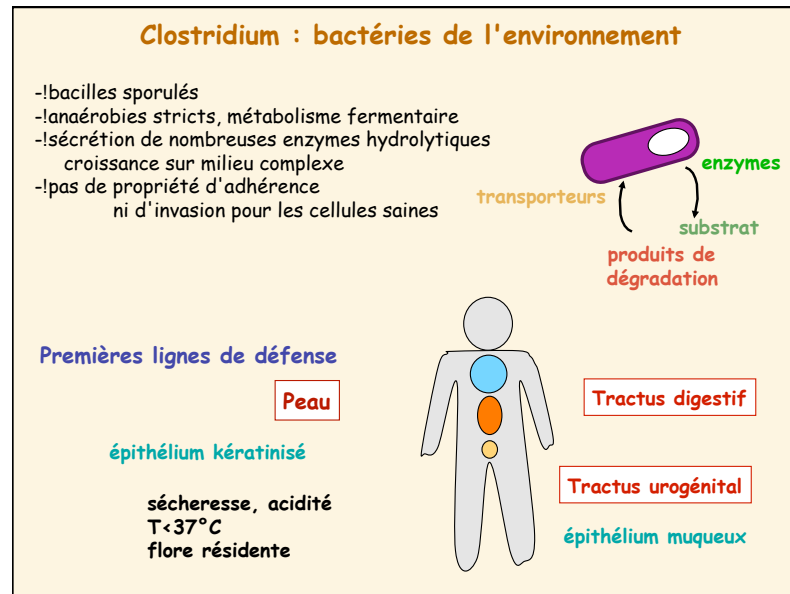 Clostridium : bactéries de l'environnement
-!bacilles sporulés
-!anaérobies stricts, métabolisme fermentaire
-!sécrétion de nombreuses enzymes hydrolytiques
croissance sur milieu complexe
-!pas de propriété d'adhérence
ni d'invasion pour les cellules saines
enzymes
transporteurs
substrat
produits de
dégradation
Premières lignes de défense
Peau
épithélium kératinisé
sécheresse, acidité
T<37°C
flore résidente
Tractus digestif
Tractus urogénital
épithélium muqueux